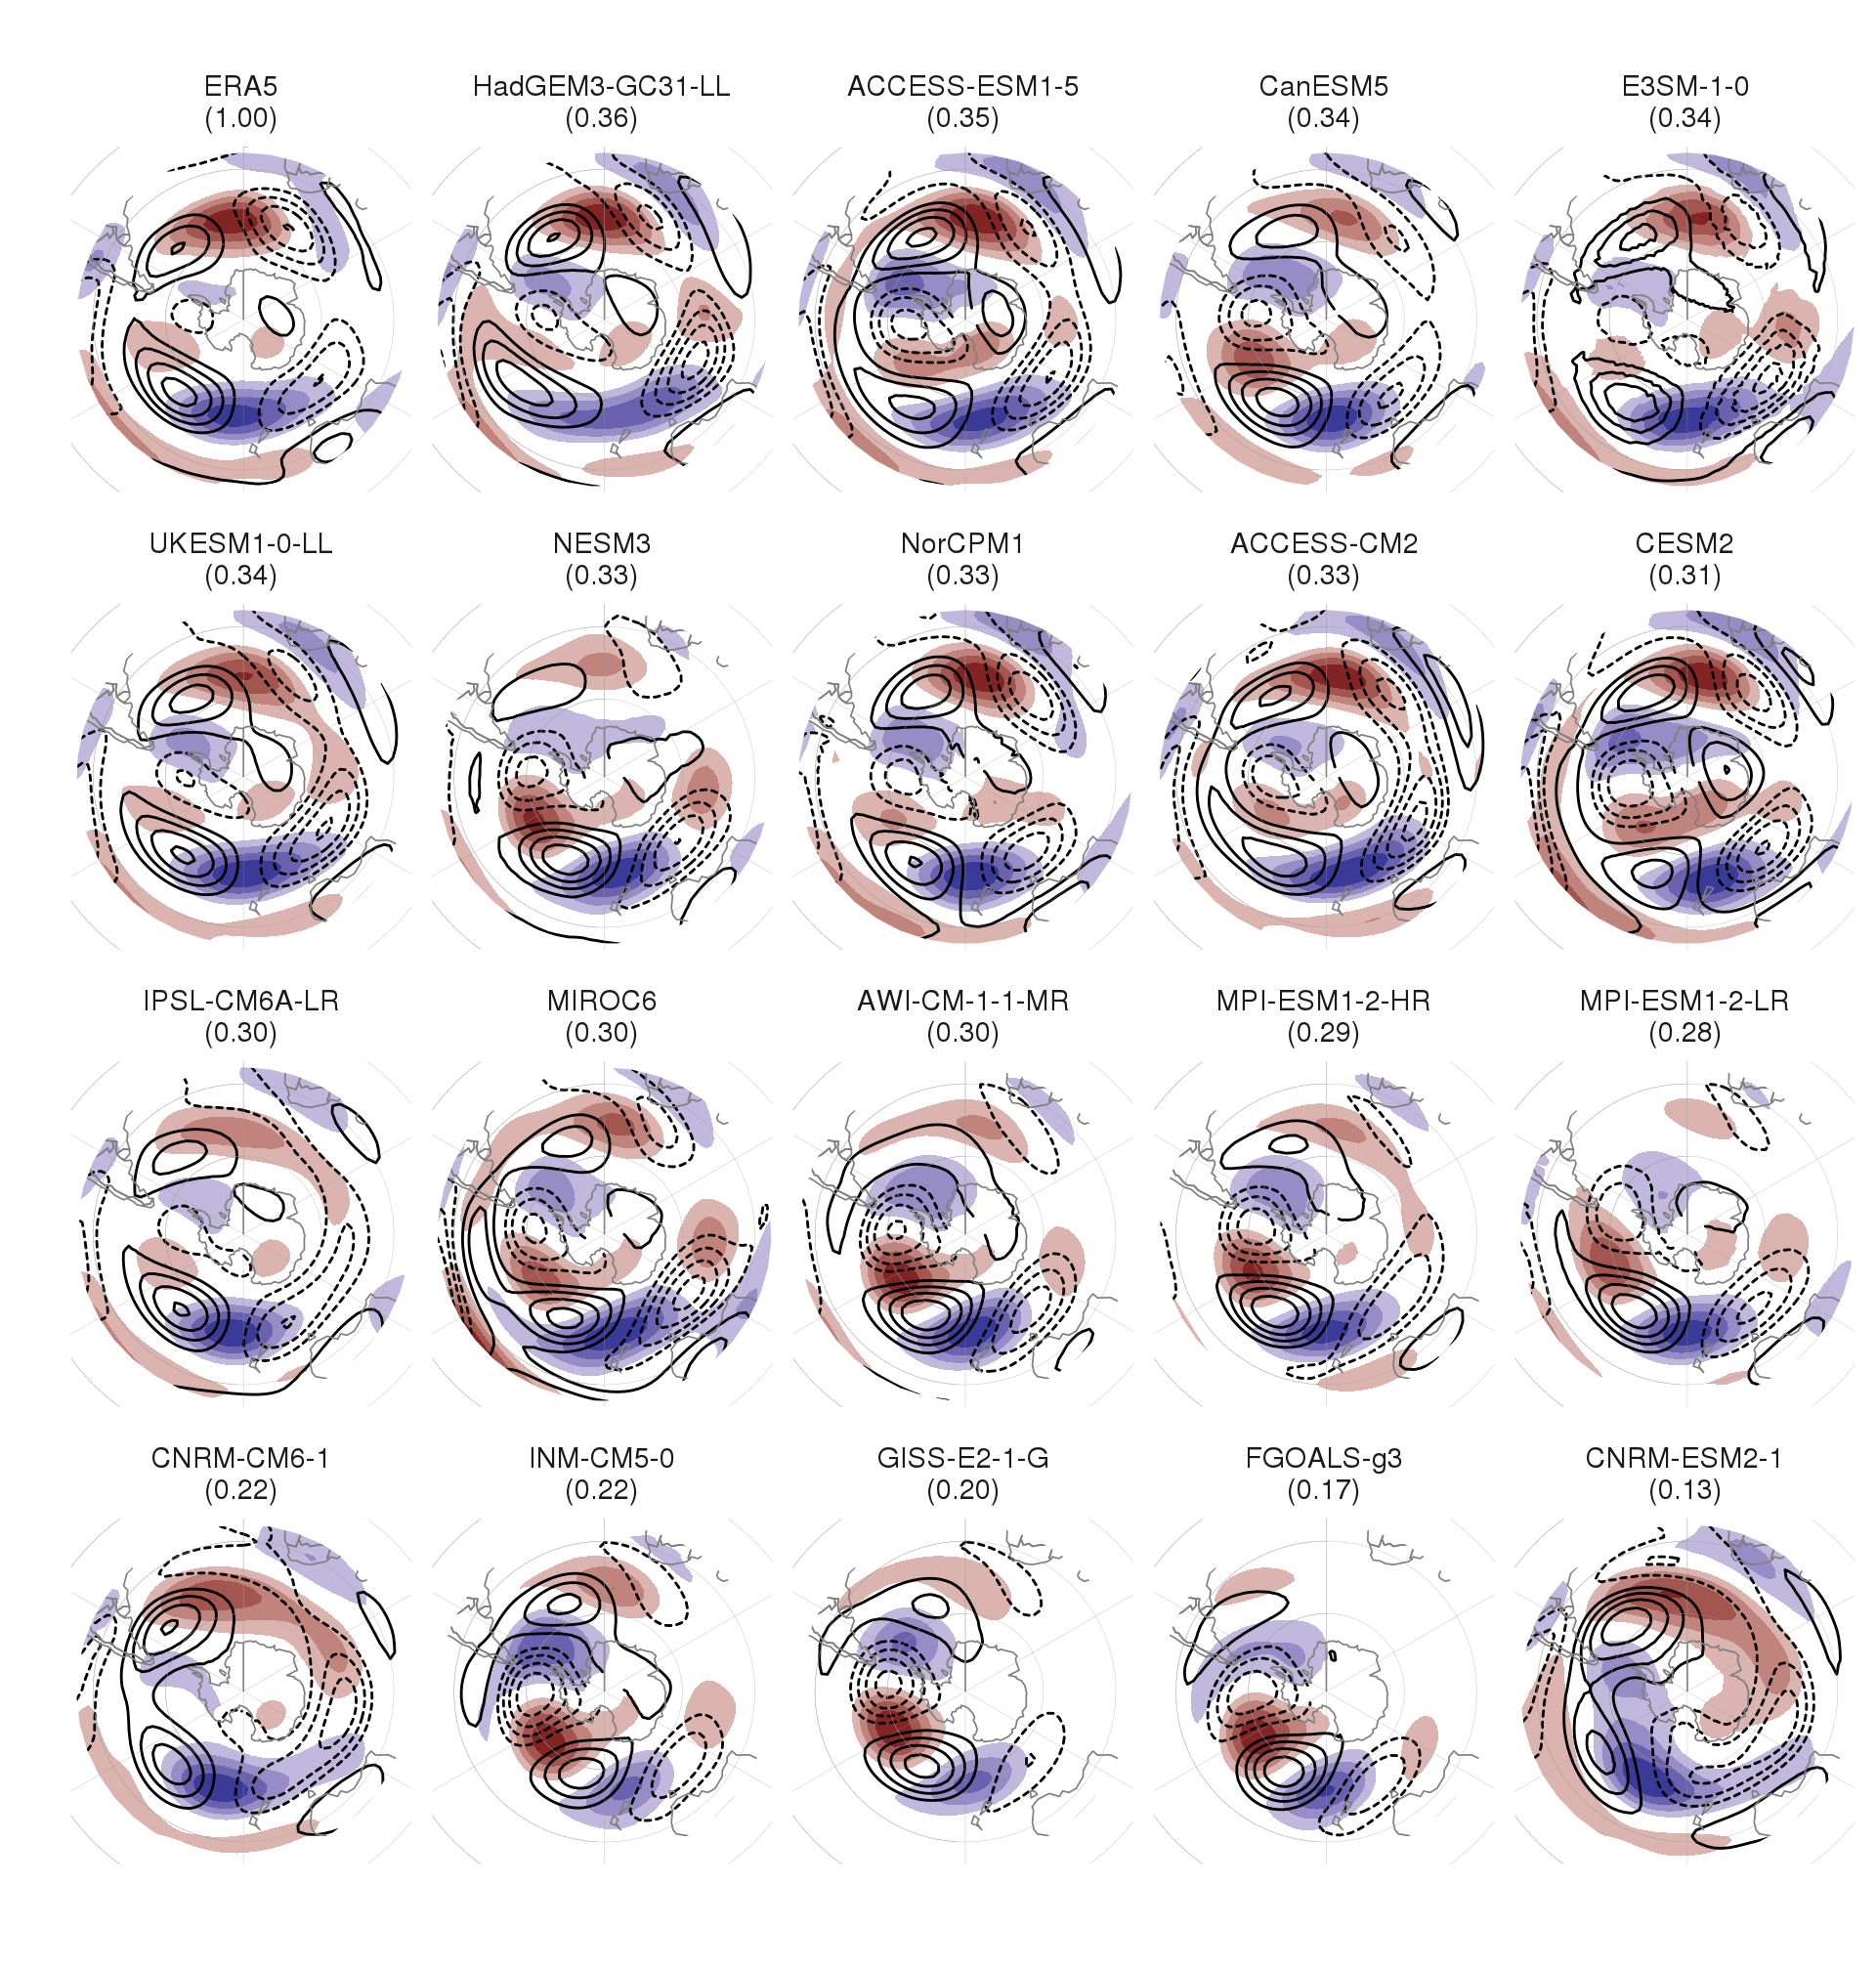 ERA5
(1.00)
HadGEM3-GC31-LL
(0.36)
ACCESS-ESM1-5
(0.35)
CanESM5
(0.34)
E3SM-1-0
(0.34)
UKESM1-0-LL
(0.34)
NESM3
(0.33)
NorCPM1
(0.33)
ACCESS-CM2
(0.33)
CESM2
(0.31)
IPSL-CM6A-LR
(0.30)
MIROC6
(0.30)
AWI-CM-1-1-MR
(0.30)
MPI-ESM1-2-HR
(0.29)
MPI-ESM1-2-LR
(0.28)
CNRM-CM6-1
(0.22)
INM-CM5-0
(0.22)
GISS-E2-1-G
(0.20)
FGOALS-g3
(0.17)
CNRM-ESM2-1
(0.13)